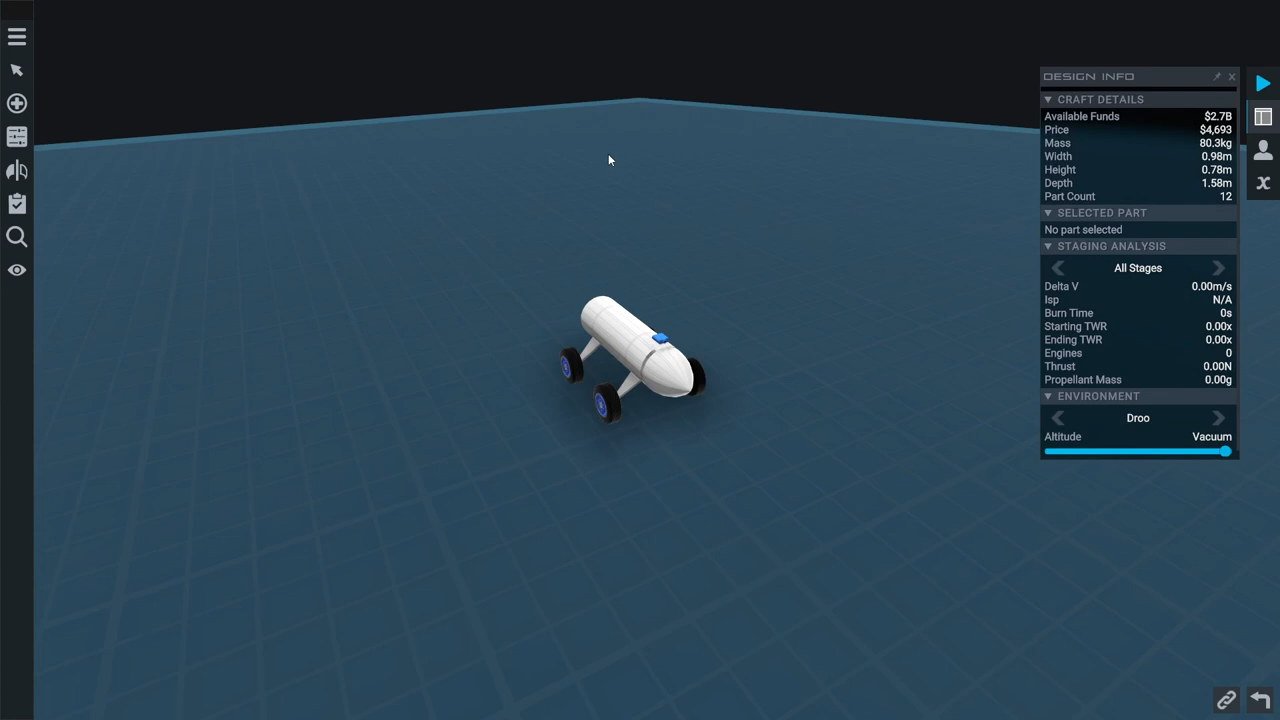 DESIGN INFO
CRAFT DETAILS
Available Funds $2.7B
Price $4,693
Mass 80.3kg
Width 0.98m
Height 0.78m
Depth 1.58m
Part Count 12
SELECTED PART
No part selected
STAGING ANALYSIS
All Stages
Delta V 0.00m/s
Isp N/A
Burn Time 0s
Starting TWR 0.00x
Ending TWR 0.00x
Engines 0
Thrust 0.00N
Propellant Mass 0.00g
ENVIRONMENT
Droo
Altitude Vacuum